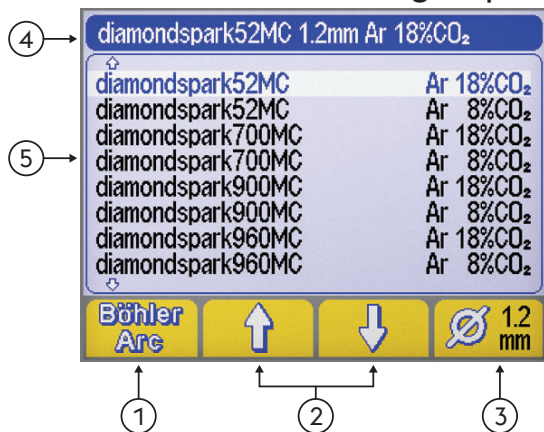 ④ diamondspark52MC 1.2mm Ar 18%CO₂
diamondspark52MC Ar 18%CO₂
diamondspark52MC Ar 8%CO₂
diamondspark700MC Ar 18%CO₂
⑤ diamondspark700MC Ar 8%CO₂
diamondspark900MC Ar 18%CO₂
diamondspark900MC Ar 8%CO₂
diamondspark960MC Ar 18%CO₂
diamondspark960MC Ar 8%CO₂
Böhler Arc ⌀ 1.2 mm
① ② ③